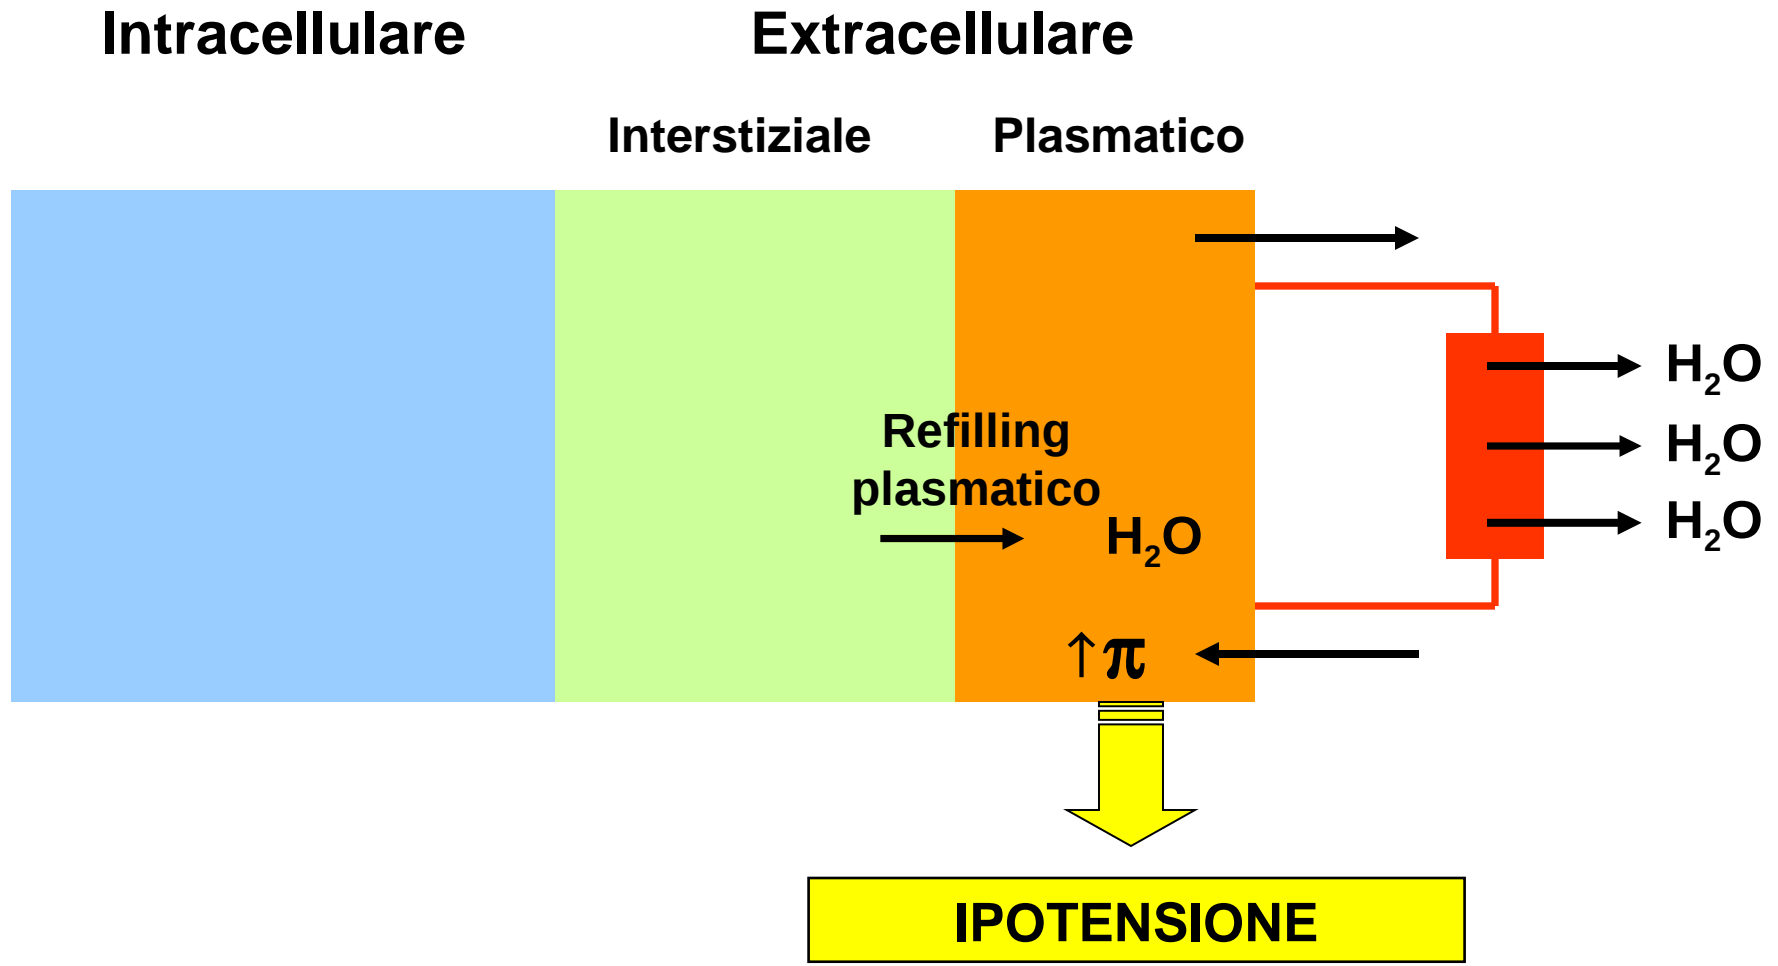 Intracellulare
Extracellulare
Interstiziale
Plasmatico
H₂O
H₂O
H₂O
Refilling
plasmatico
H₂O
↑π
IPOTENSIONE